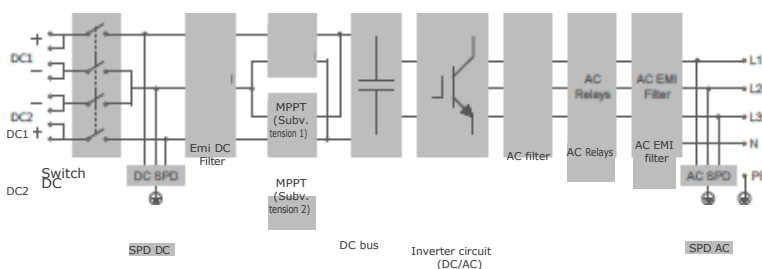 +
DC1
−
−
DC2
DC1 +
DC2
Switch
DC
DC SPD
SPD DC
Emi DC
Filter
MPPT
(Subv.
tension 1)
MPPT
(Subv.
tension 2)
DC bus
Inverter circuit
(DC/AC)
AC filter
AC
Relays
AC Relays
AC EMI
Filter
AC EMI
filter
L1
L2
L3
N
AC SPD
SPD AC